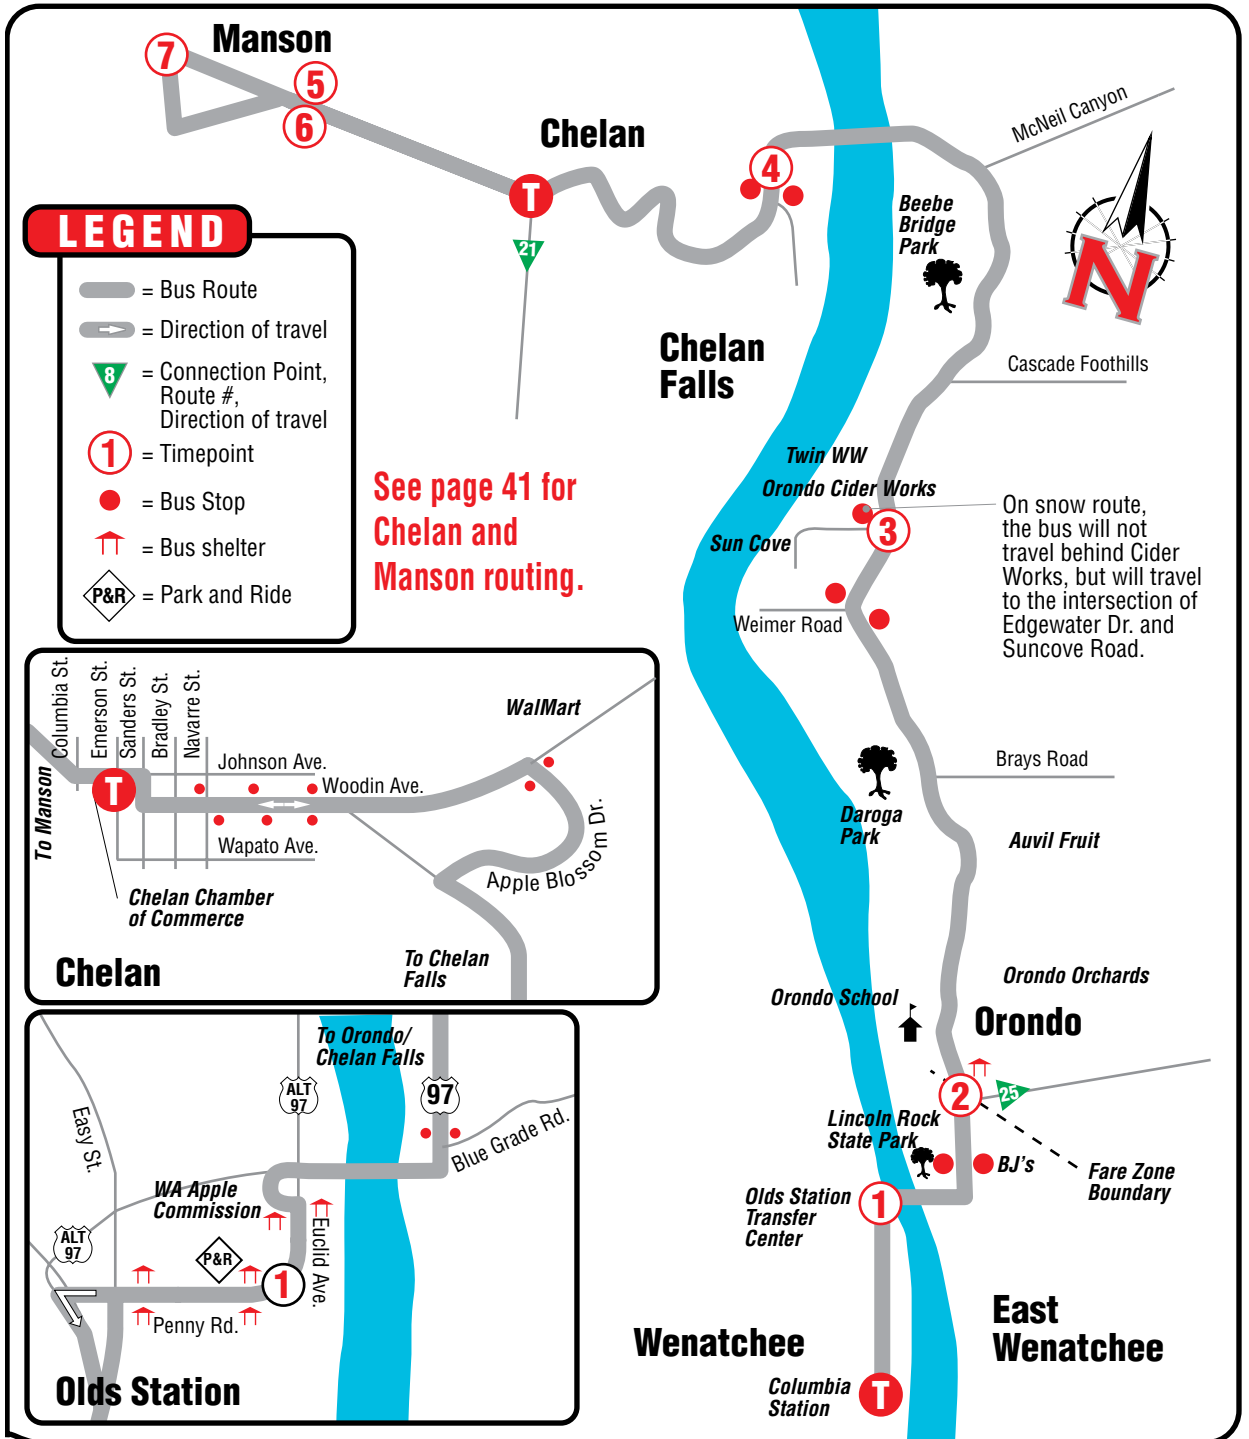 Manson
7
5
6
Chelan
T
21
4
McNeil Canyon
Beebe
Bridge
Park
N
LEGEND
= Bus Route
= Direction of travel
8
= Connection Point,
Route #,
Direction of travel
1
= Timepoint
= Bus Stop
= Bus shelter
P&R
= Park and Ride
Chelan
Falls
Cascade Foothills
See page 41 for
Chelan and
Manson routing.
Twin WW
Orondo Cider Works
Sun Cove
3
On snow route,
the bus will not
travel behind Cider
Works, but will travel
to the intersection of
Edgewater Dr. and
Suncove Road.
Weimer Road
Brays Road
Daroga
Park
Auvil Fruit
Orondo Orchards
Orondo School
Orondo
2
25
Lincoln Rock
State Park
BJ's
Fare Zone
Boundary
Olds Station
Transfer
Center
1
East
Wenatchee
Wenatchee
Columbia
Station
T
Columbia St.
Emerson St.
Sanders St.
Bradley St.
Navarre St.
WalMart
Johnson Ave.
Woodin Ave.
T
To Manson
Wapato Ave.
Apple Blossom Dr.
Chelan Chamber
of Commerce
To Chelan
Falls
Chelan
To Orondo/
Chelan Falls
ALT
97
97
Easy St.
Blue Grade Rd.
WA Apple
Commission
ALT
97
P&R
Euclid Ave.
1
Penny Rd.
Olds Station